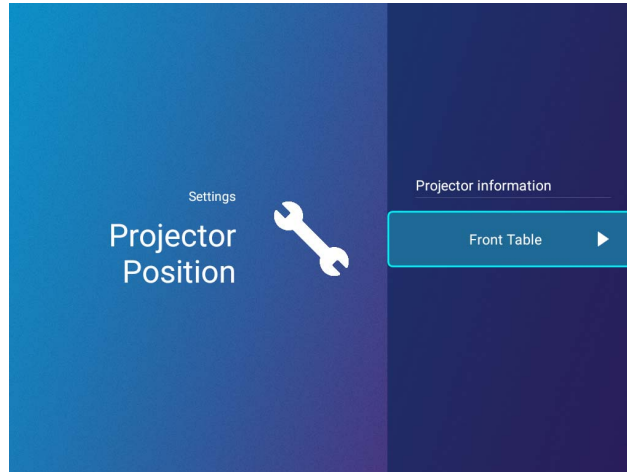 Settings
Projector
Position
Projector information
Front Table